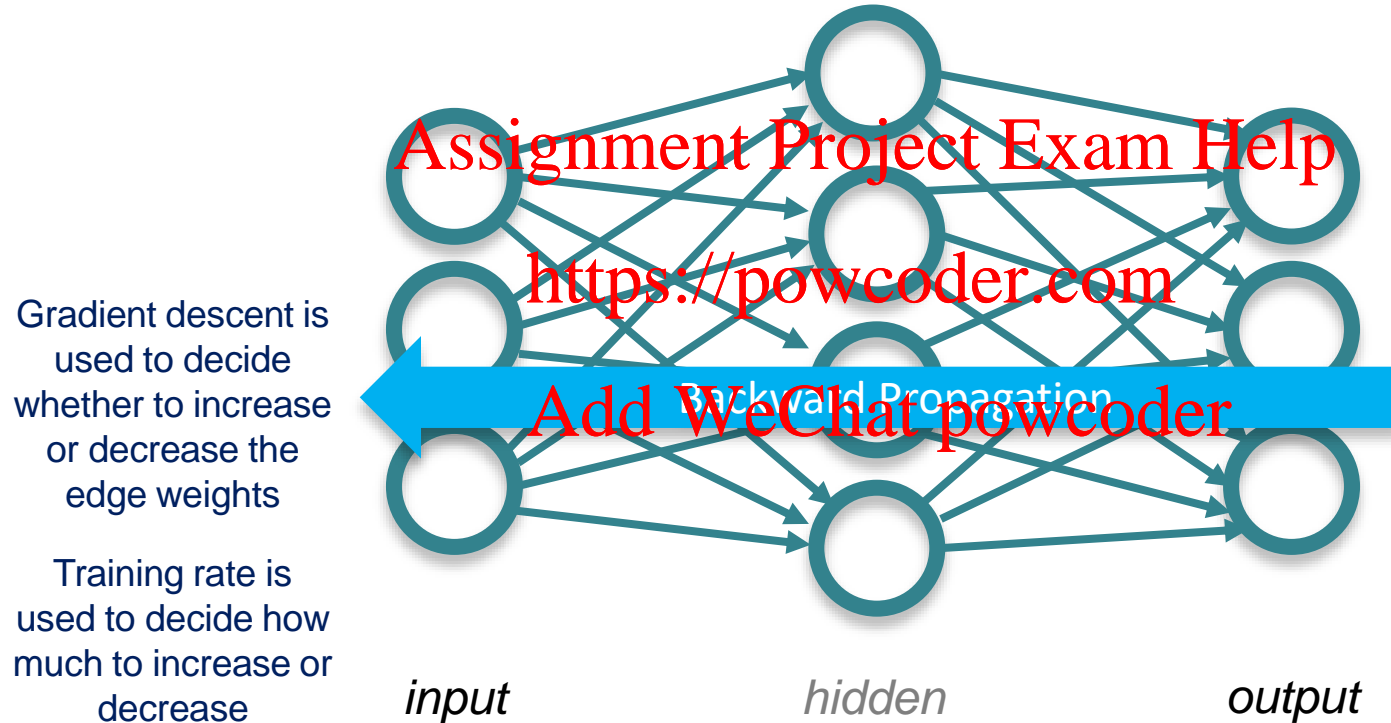 Assignment Project Exam Help
https://powcoder.com
Gradient descent is
used to decide
whether to increase
or decrease the
edge weights
Backward Propagation
Add WeChat powcoder
Training rate is
used to decide how
much to increase or
decrease
input
hidden
output